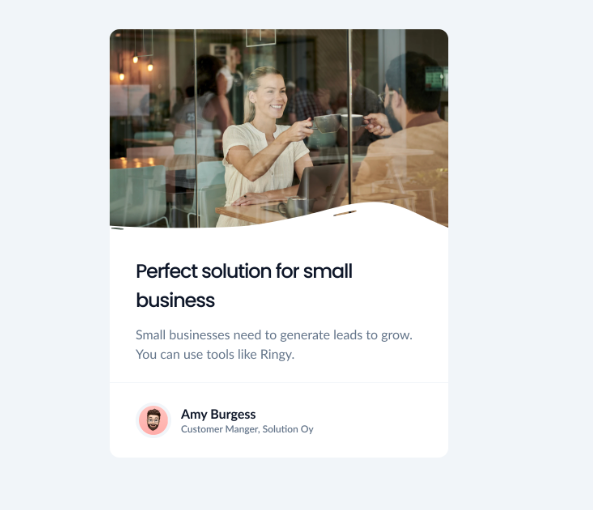 Perfect solution for small
business
Small businesses need to generate leads to grow.
You can use tools like Ringy.
Amy Burgess
Customer Manger, Solution Oy